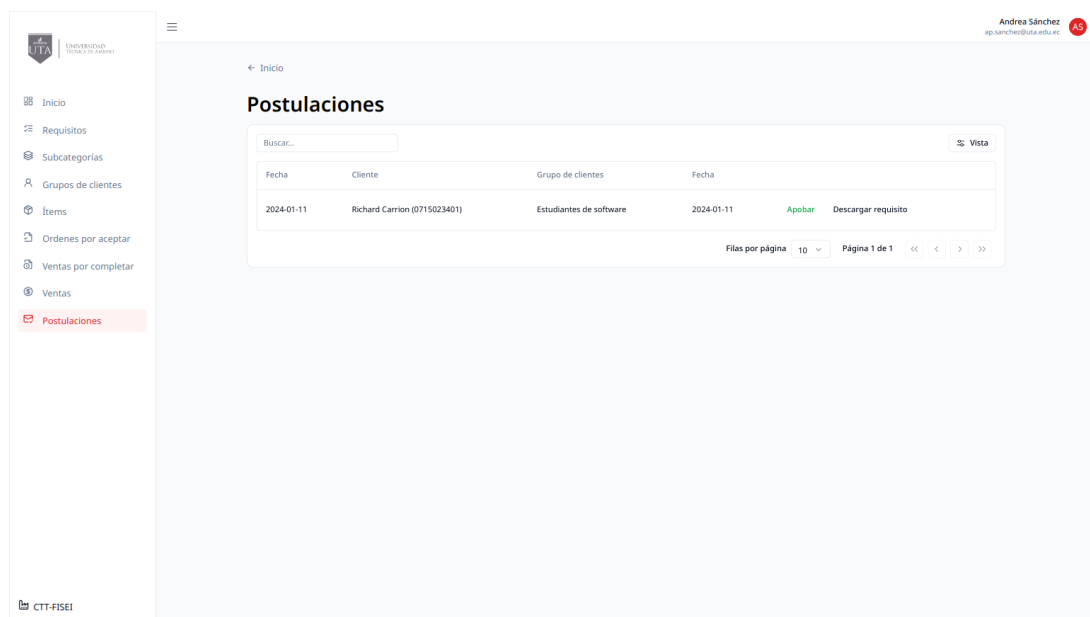 Andrea Sánchez
ap.sanchez@uta.edu.ec
AS
UTA
UNIVERSIDAD
TÉCNICA DE AMBATO
Inicio
Requisitos
Subcategorías
Grupos de clientes
Ítems
Ordenes por aceptar
Ventas por completar
Ventas
Postulaciones
CTT-FISEI
← Inicio
Postulaciones
Buscar...
Vista
Fecha Cliente Grupo de clientes Fecha
2024-01-11 Richard Carrion (0715023401) Estudiantes de software 2024-01-11 Apobar Descargar requisito
Filas por página 10 Página 1 de 1